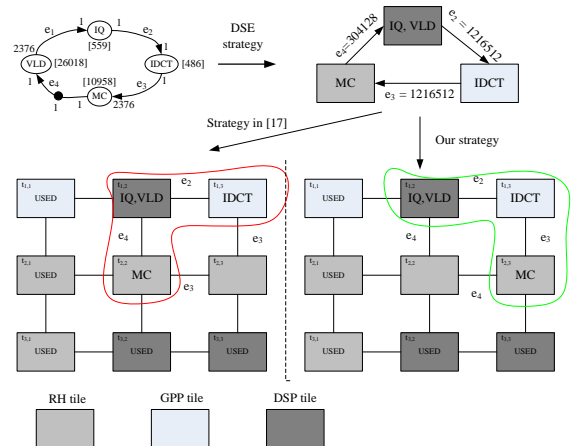 e1 1 IQ 1 e2
1 [559] 1
2376 VLD [26018] IDCT [486]
e4 [10958] 1
1 1 MC 2376 e3
DSE
strategy
IQ, VLD
e4=304128
e2 = 1216512
MC
IDCT
e3 = 1216512
Strategy in [17]
Our strategy
t1,1 USED
t1,2 IQ,VLD
e2
t1,3 IDCT
e4
e3
t2,1 USED
t2,2 MC
e3
t2,3
t3,1 USED
t3,2 USED
t3,3 USED
t1,1 USED
t1,2 IQ,VLD
e2
t1,3 IDCT
e4
e3
t2,1 USED
t2,2
e4
t2,3 MC
t3,1 USED
t3,2 USED
t3,3 USED
RH tile
GPP tile
DSP tile